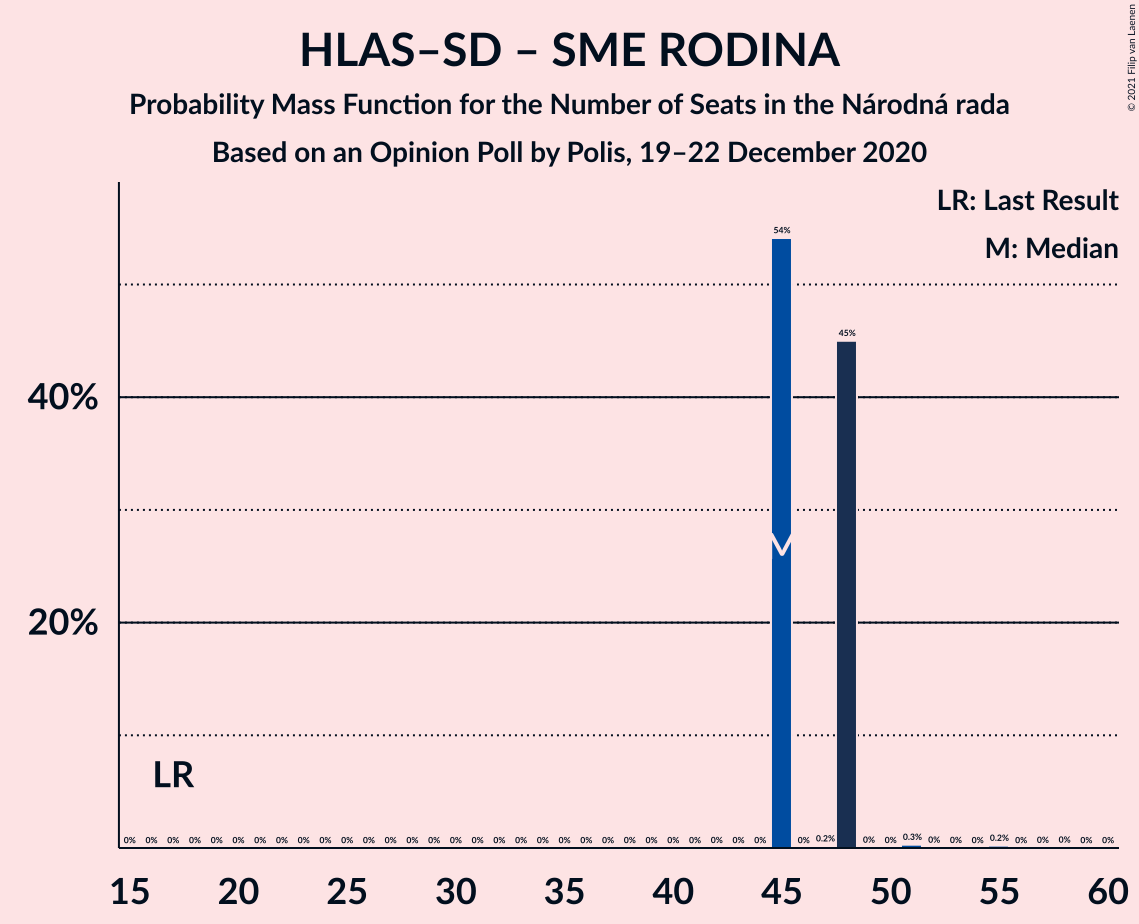 HLAS–SD – SME RODINA
Probability Mass Function for the Number of Seats in the Národná rada
Based on an Opinion Poll by Polis, 19–22 December 2020
© 2021 Filip van Laenen
LR: Last Result
M: Median
54%
45%
40%
20%
LR
0% 0% 0% 0% 0% 0% 0% 0% 0% 0% 0% 0% 0% 0% 0% 0% 0% 0% 0% 0% 0% 0% 0% 0% 0% 0% 0% 0% 0% 0% 0% 0.2% 0% 0% 0.3% 0% 0% 0% 0.2% 0% 0% 0% 0% 0%
15 20 25 30 35 40 45 50 55 60